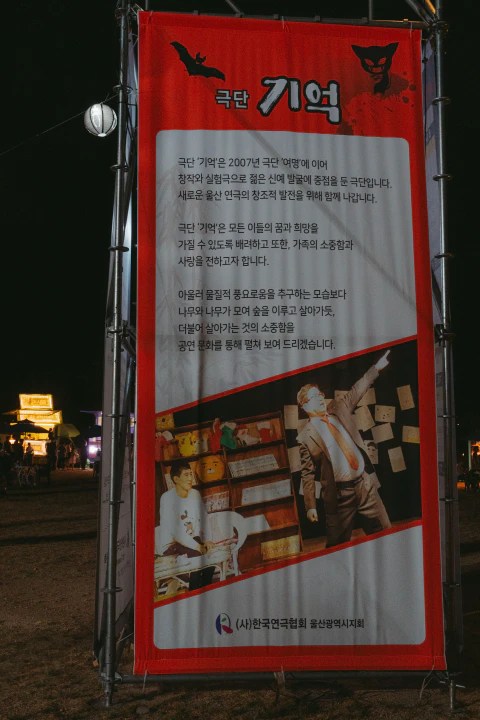 극단 기억
극단 '기억'은 2007년 극단 '여명'에 이어
창작와 실험극으로 젊은 신예 발굴에 중점을 둔 극단입니다.
새로운 울산 연극의 창조적 발전을 위해 함께 나갑니다.
극단 '기억'은 모든 이들의 꿈과 희망을
가질 수 있도록 배려하고 또한, 가족의 소중함과
사랑을 전하고자 합니다.
아울러 물질적 풍요로움을 추구하는 모습보다
나무와 나무가 모여 숲을 이루고 살아가듯,
더불어 살아가는 것의 소중함을
공연 문화를 통해 펼쳐 보여 드리겠습니다.
(사)한국연극협회 울산광역시지회